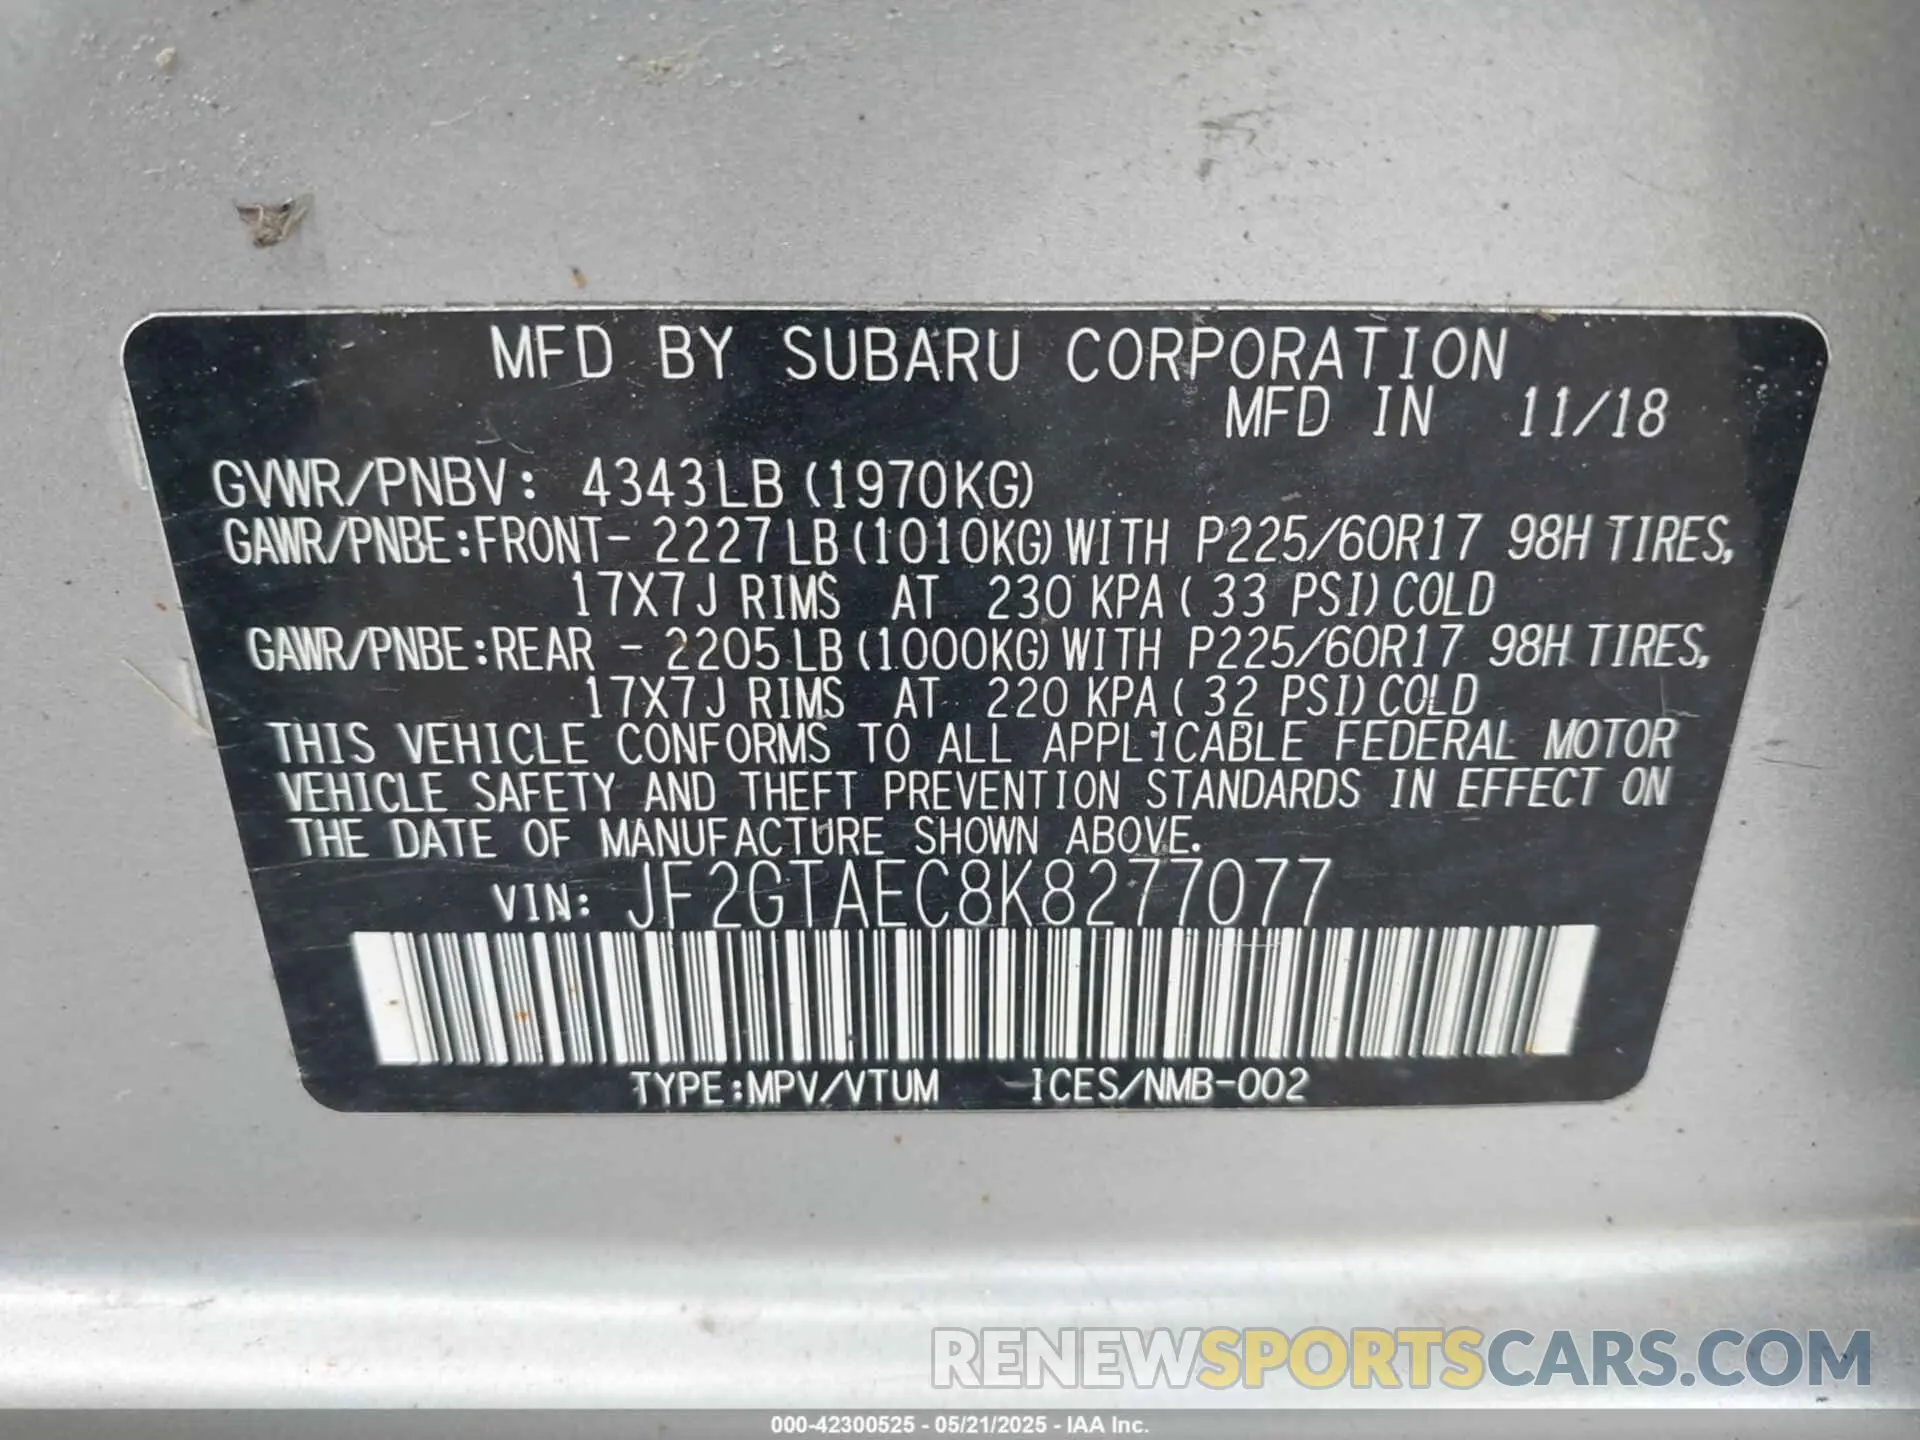 MFD BY SUBARU CORPORATION
MFD IN 11/18
GVWR/PNBV: 4343LB (1970KG)
GAWR/PNBE:FRONT- 2227LB(1010KG)WITH P225/60R17 98H TIRES,
17X7J RIMS AT 230 KPA( 33 PSI)COLD
GAWR/PNBE:REAR - 2205LB(1000KG)WITH P225/60R17 98H TIRES,
17X7J RIMS AT 220 KPA( 32 PSI)COLD
THIS VEHICLE CONFORMS TO ALL APPLICABLE FEDERAL MOTOR
VEHICLE SAFETY AND THEFT PREVENTION STANDARDS IN EFFECT ON
THE DATE OF MANUFACTURE SHOWN ABOVE.
VIN: JF2GTAEC8K8277077
TYPE:MPV/VTUM ICES/NMB-002
RENEWSPORTSCARS.COM
000-42300525 - 05/21/2025 - IAA Inc.